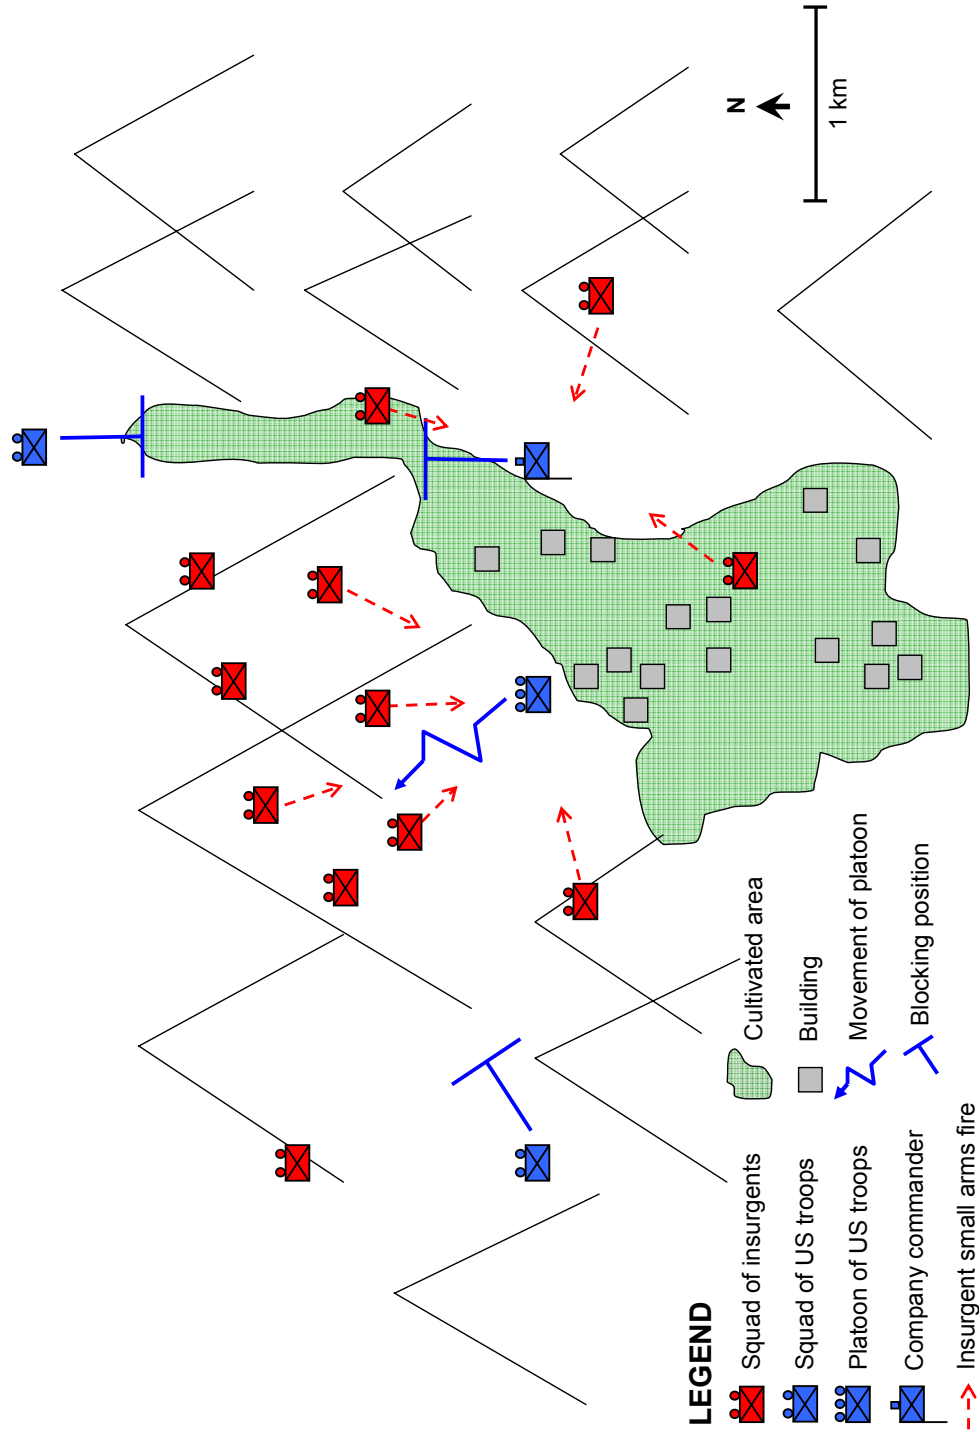 N
1 km
LEGEND
Squad of insurgents
Squad of US troops
Platoon of US troops
Company commander
Insurgent small arms fire
Cultivated area
Building
Movement of platoon
Blocking position